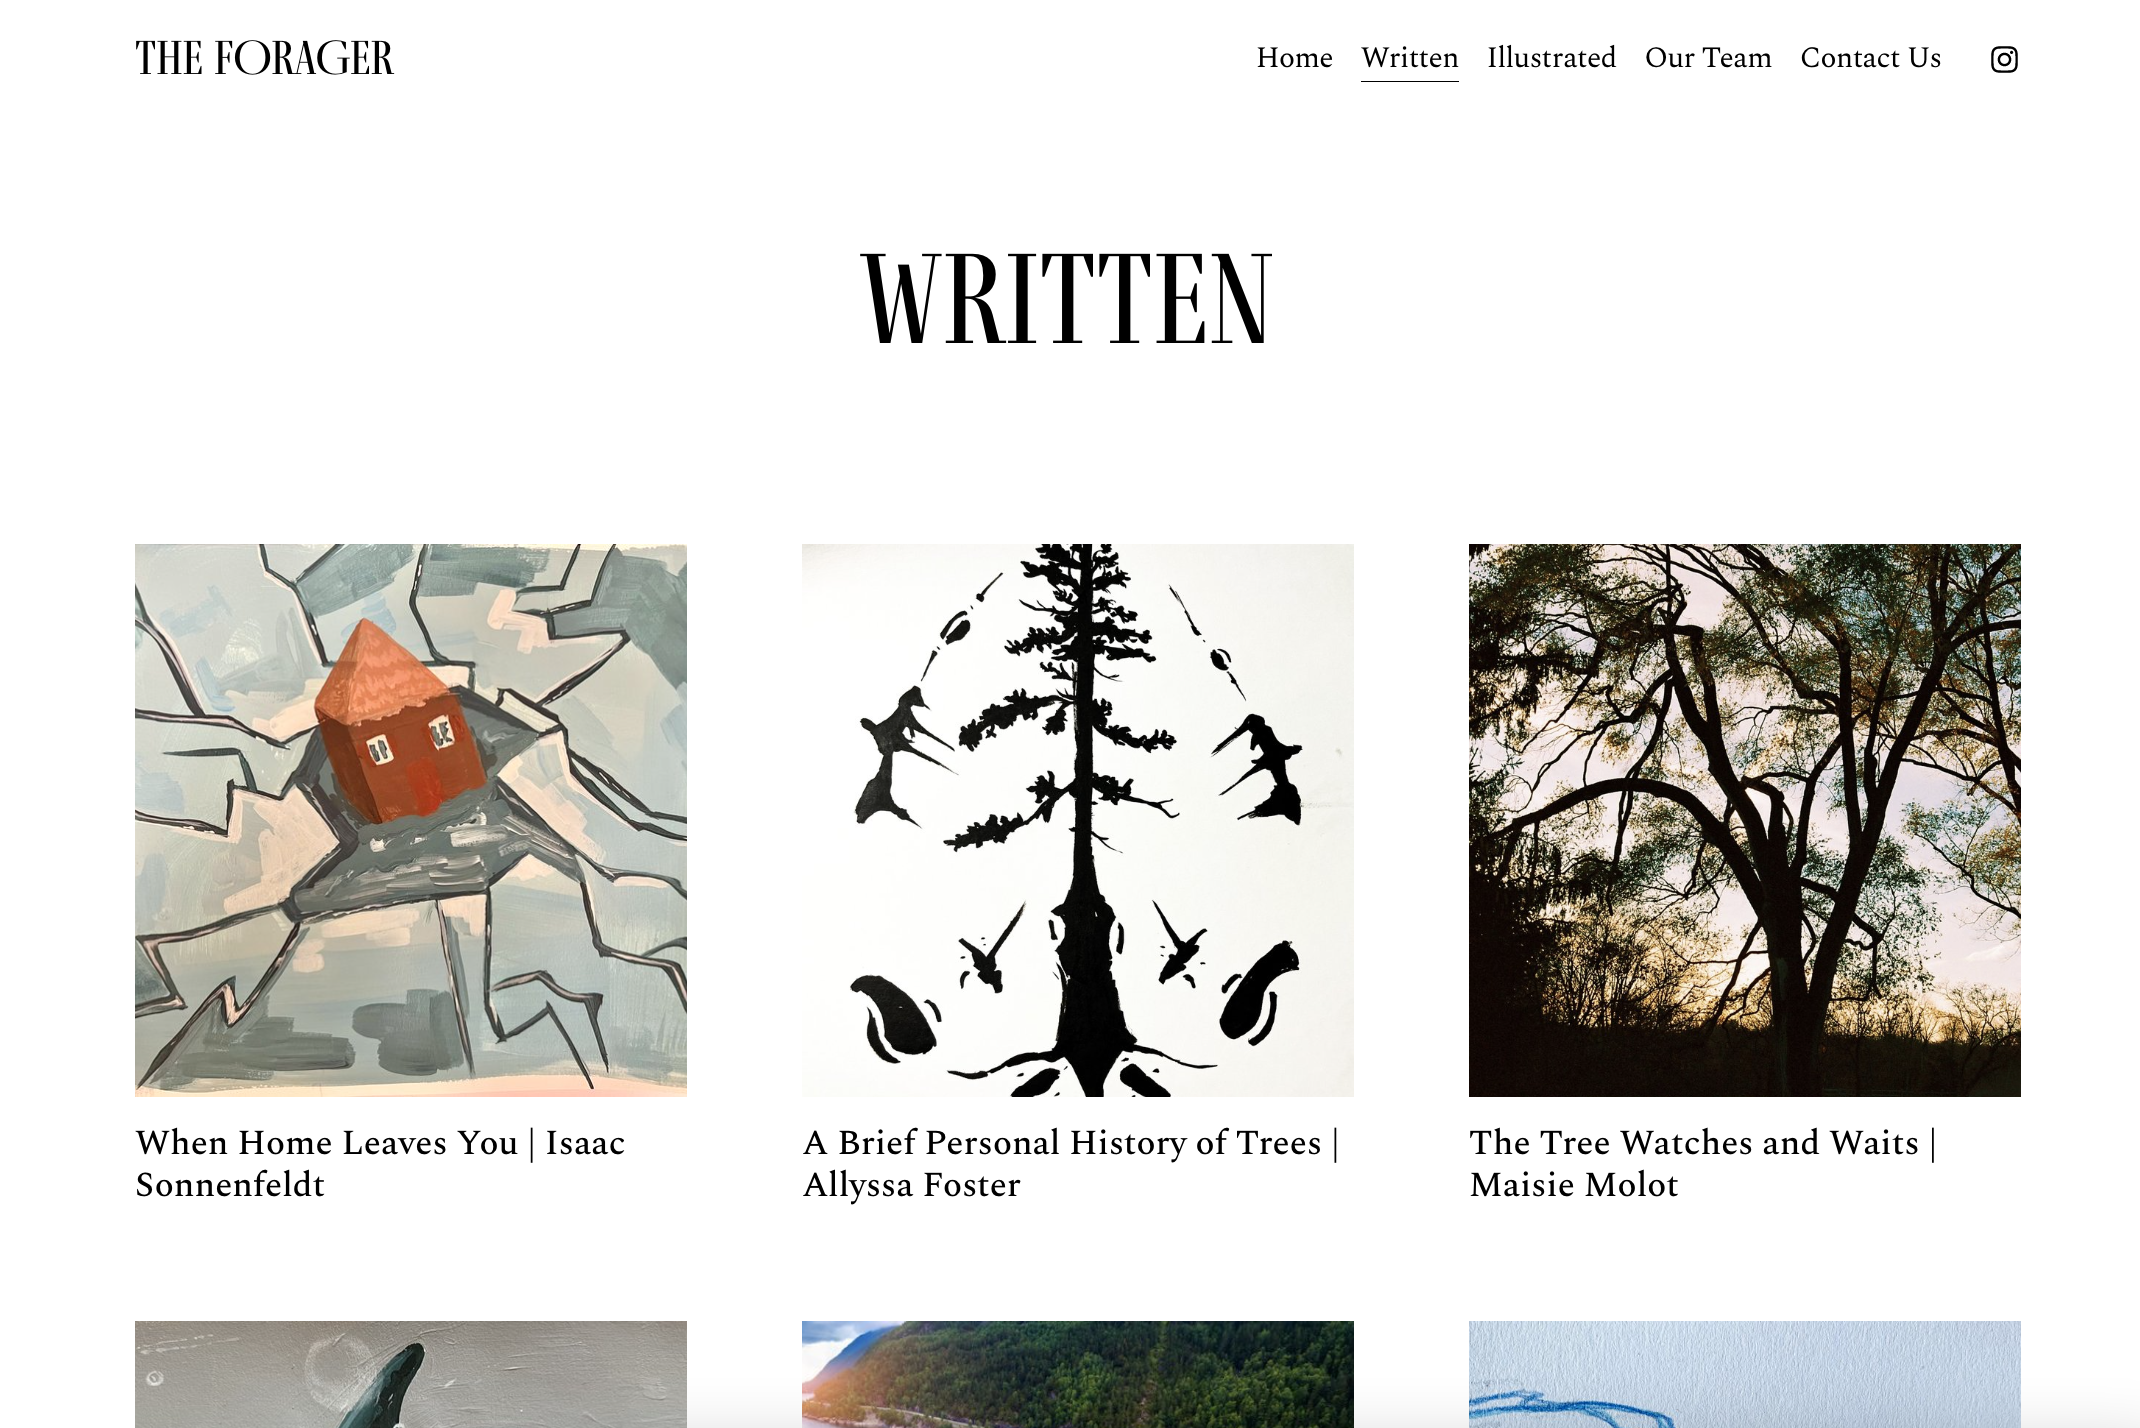 THE FORAGER
Home Written Illustrated Our Team Contact Us
WRITTEN
When Home Leaves You | Isaac
Sonnenfeldt
A Brief Personal History of Trees |
Allyssa Foster
The Tree Watches and Waits |
Maisie Molot